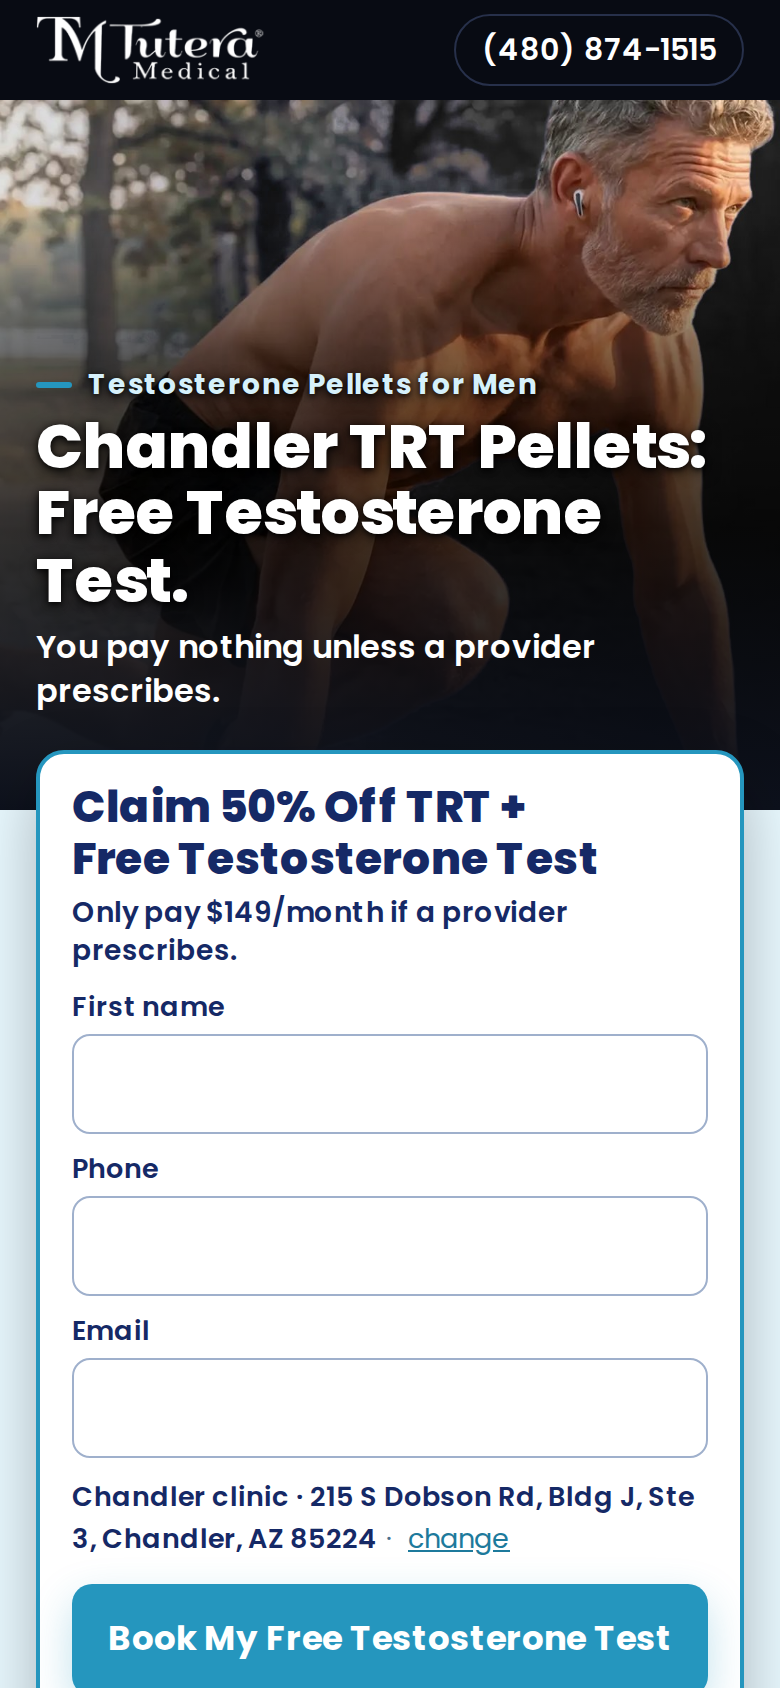 TM Tutera®
Medical
(480) 874-1515
Testosterone Pellets for Men
Chandler TRT Pellets:
Free Testosterone
Test.
You pay nothing unless a provider
prescribes.
Claim 50% Off TRT +
Free Testosterone Test
Only pay $149/month if a provider
prescribes.
First name
Phone
Email
Chandler clinic · 215 S Dobson Rd, Bldg J, Ste
3, Chandler, AZ 85224 · change
Book My Free Testosterone Test